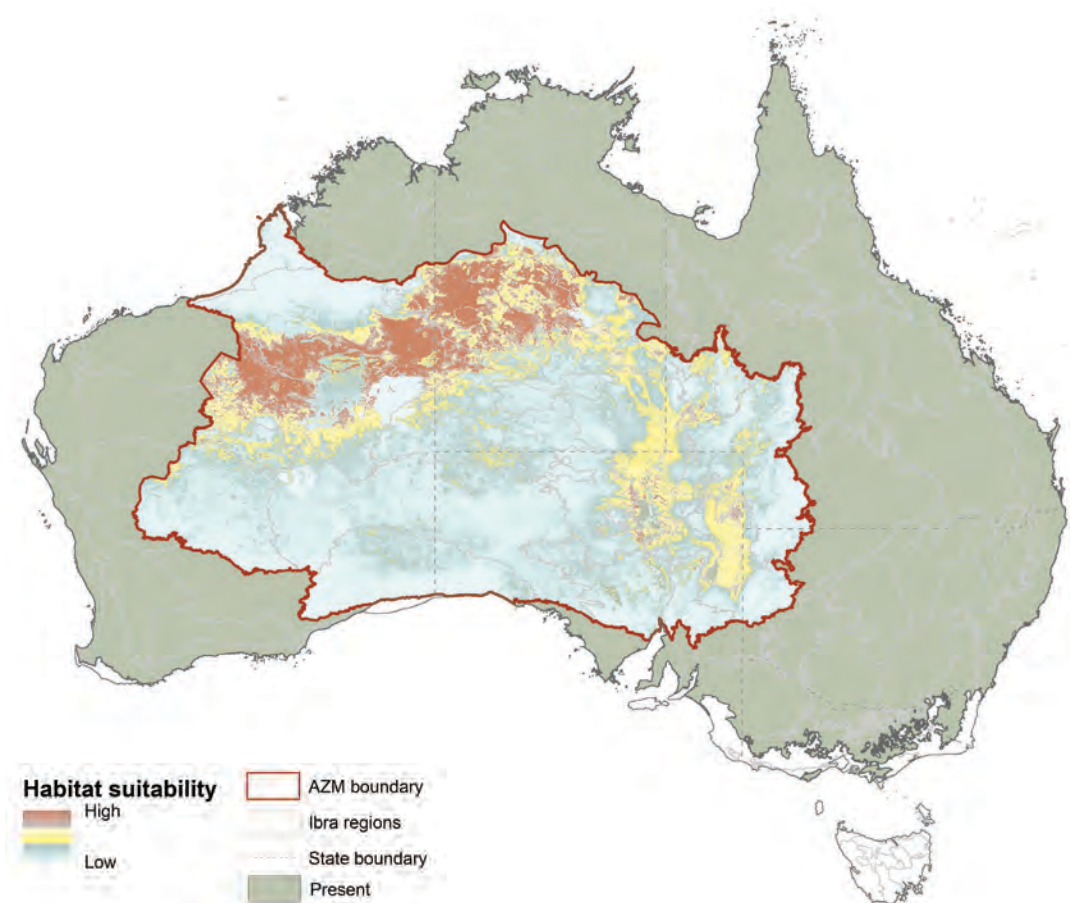 Habitat suitability
High
Low
AZM boundary
Ibra regions
State boundary
Present